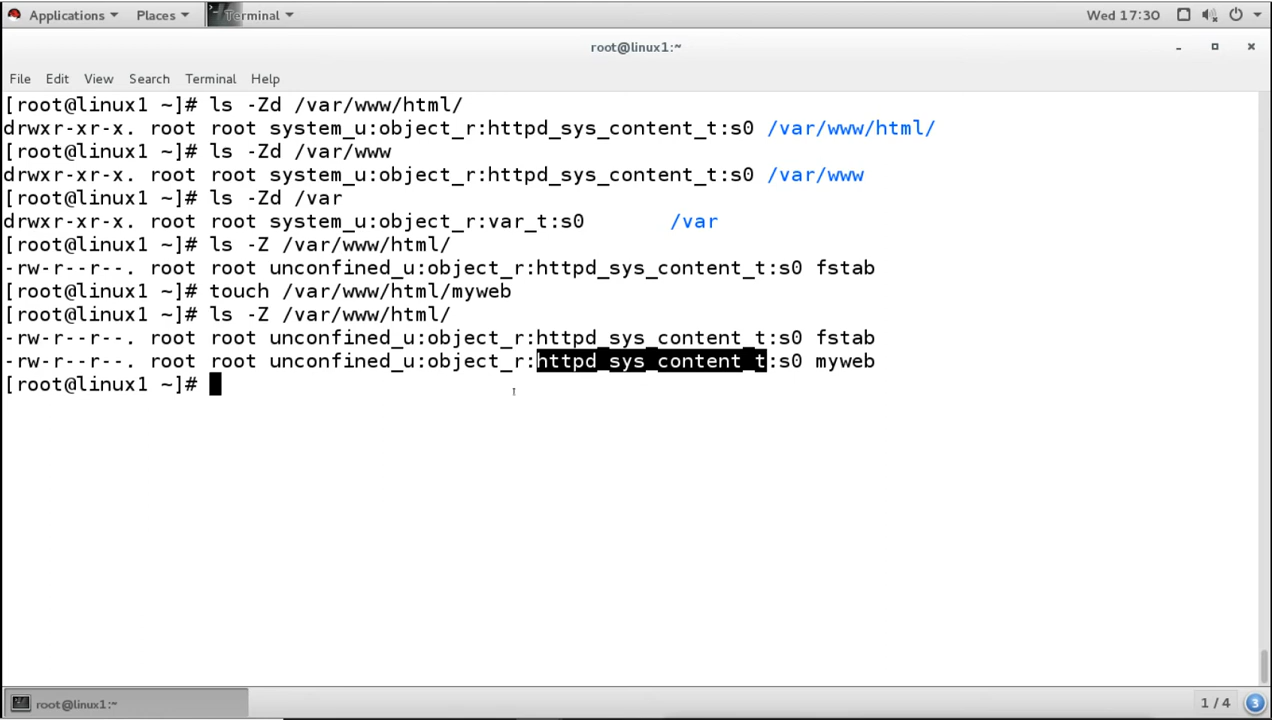 Applications Places Terminal Wed 17:30
root@linux1:~
File Edit View Search Terminal Help
[root@linux1 ~]# ls -Zd /var/www/html/
drwxr-xr-x. root root system_u:object_r:httpd_sys_content_t:s0 /var/www/html/
[root@linux1 ~]# ls -Zd /var/www
drwxr-xr-x. root root system_u:object_r:httpd_sys_content_t:s0 /var/www
[root@linux1 ~]# ls -Zd /var
drwxr-xr-x. root root system_u:object_r:var_t:s0 /var
[root@linux1 ~]# ls -Z /var/www/html/
-rw-r--r--. root root unconfined_u:object_r:httpd_sys_content_t:s0 fstab
[root@linux1 ~]# touch /var/www/html/myweb
[root@linux1 ~]# ls -Z /var/www/html/
-rw-r--r--. root root unconfined_u:object_r:httpd_sys_content_t:s0 fstab
-rw-r--r--. root root unconfined_u:object_r:httpd_sys_content_t:s0 myweb
[root@linux1 ~]#
root@linux1:~ 1 / 4 3